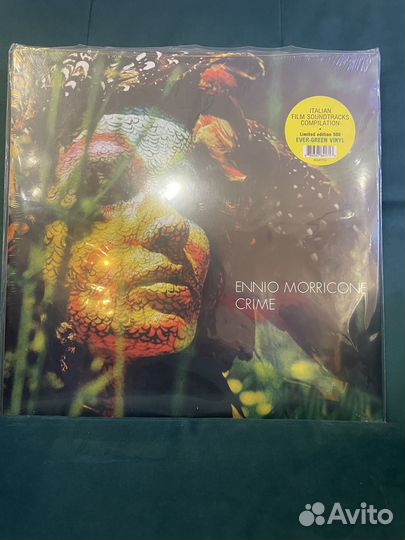 ITALIAN
FILM SOUNDTRACKS
COMPILATION
Limited edition 500
EVER-GREEN VINYL
ENNIO MORRICONE
CRIME
Avito